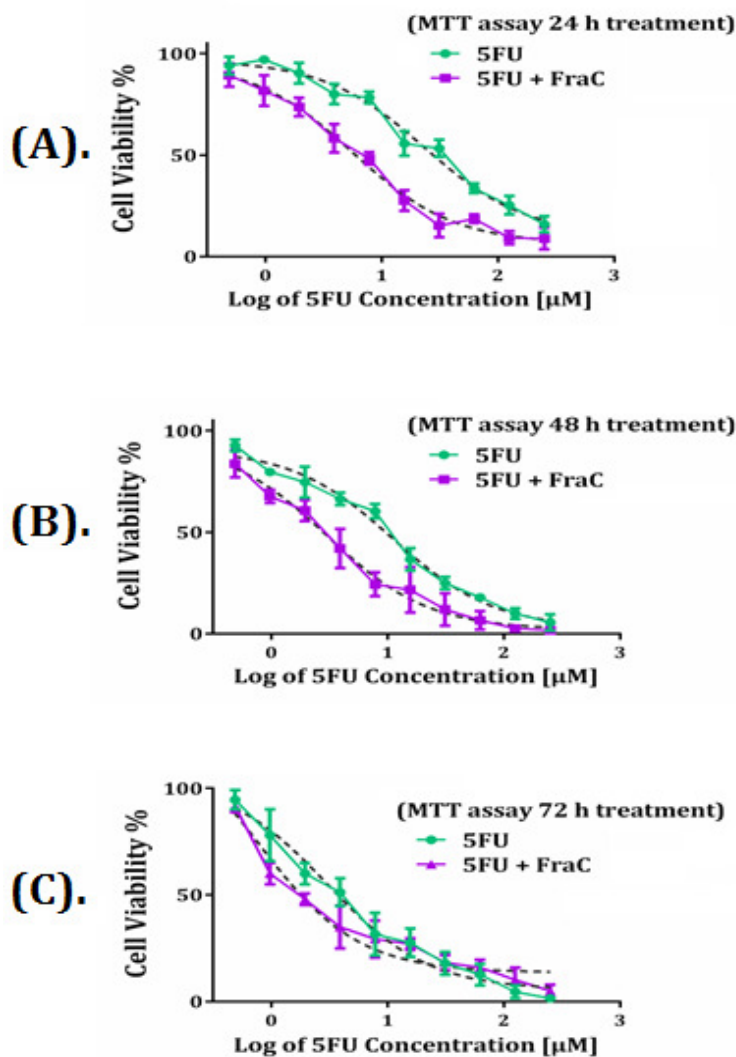 (MTT assay 24 h treatment)
5FU
5FU + FraC
(A).
Cell Viability %
100
50
0
0 1 2 3
Log of 5FU Concentration [µM]
(MTT assay 48 h treatment)
5FU
5FU + FraC
(B).
Cell Viability %
100
50
0
0 1 2 3
Log of 5FU Concentration [µM]
(MTT assay 72 h treatment)
5FU
5FU + FraC
(C).
Cell Viability %
100
50
0
0 1 2 3
Log of 5FU Concentration [µM]